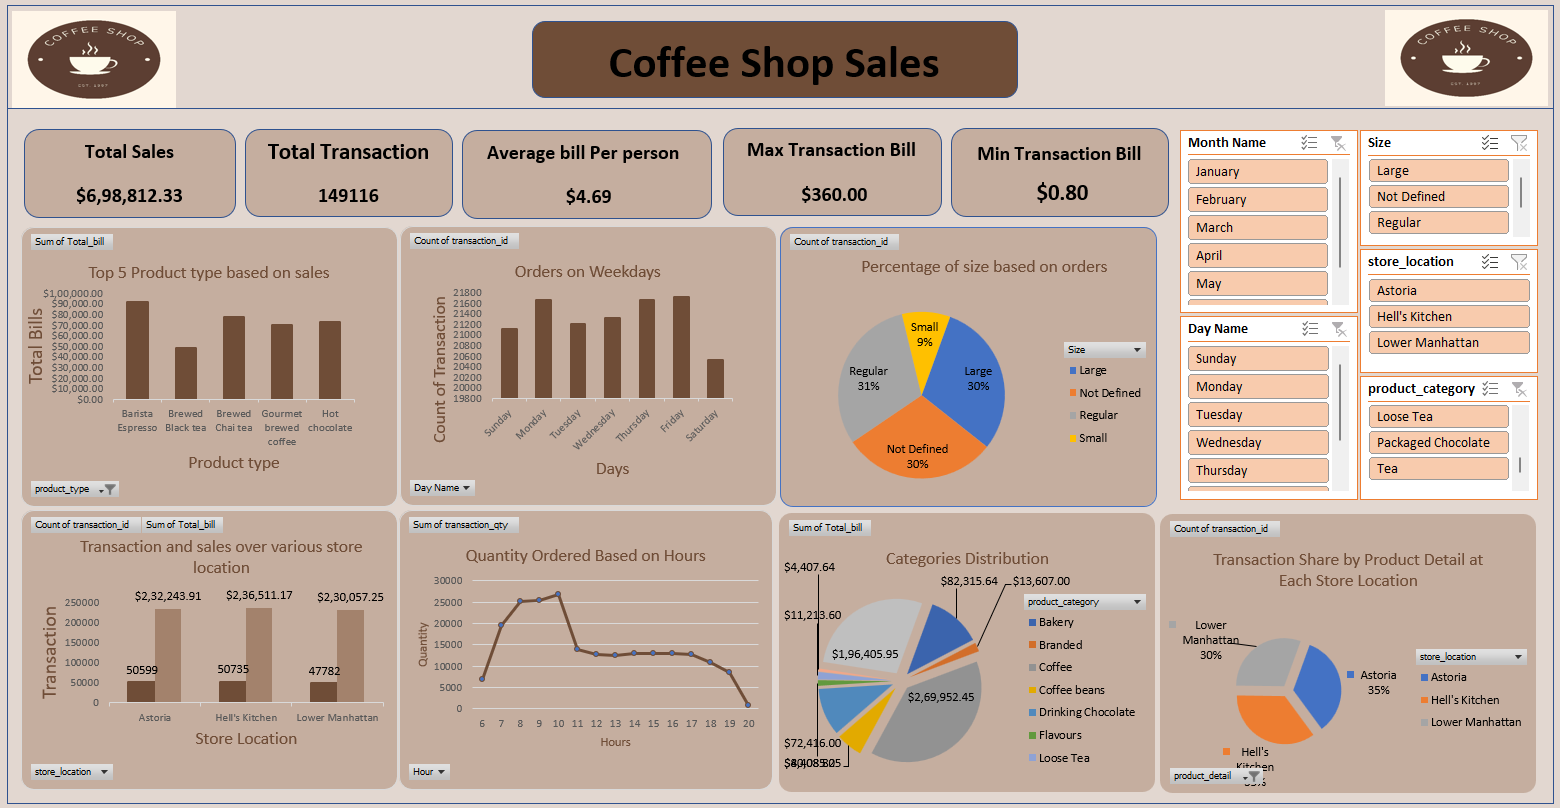 COFFEE SHOP
EST. 1997
Coffee Shop Sales
COFFEE SHOP
EST. 1997
Total Sales
$6,98,812.33
Total Transaction
149116
Average bill Per person
$4.69
Max Transaction Bill
$360.00
Min Transaction Bill
$0.80
Month Name
January
February
March
April
May
Size
Large
Not Defined
Regular
store_location
Astoria
Hell's Kitchen
Lower Manhattan
Day Name
Sunday
Monday
Tuesday
Wednesday
Thursday
product_category
Loose Tea
Packaged Chocolate
Tea
Sum of Total_bill
Top 5 Product type based on sales
Total Bills
$1,00,000.00
$90,000.00
$80,000.00
$70,000.00
$60,000.00
$50,000.00
$40,000.00
$30,000.00
$20,000.00
$10,000.00
$0.00
Barista
Espresso
Brewed
Black tea
Brewed
Chai tea
Gourmet
brewed
coffee
Hot
chocolate
Product type
product_type
Count of transaction_id
Orders on Weekdays
Count of Transaction
21800
21600
21400
21200
21000
20800
20600
20400
20200
20000
19800
Sunday
Monday
Tuesday
Wednesday
Thursday
Friday
Saturday
Days
Day Name
Count of transaction_id
Percentage of size based on orders
Small
9%
Large
30%
Regular
31%
Not Defined
30%
Size
Large
Not Defined
Regular
Small
Count of transaction_id Sum of Total_bill
Transaction and sales over various store
location
Transaction
250000
200000
150000
100000
50000
0
$2,32,243.91
$2,36,511.17
$2,30,057.25
50599
50735
47782
Astoria
Hell's Kitchen
Lower Manhattan
Store Location
store_location
Sum of transaction_qty
Quantity Ordered Based on Hours
Quantity
30000
25000
20000
15000
10000
5000
0
6 7 8 9 10 11 12 13 14 15 16 17 18 19 20
Hours
Hour
Sum of Total_bill
Categories Distribution
$4,407.64
$82,315.64
$13,607.00
$11,213.60
$1,96,405.95
$2,69,952.45
$72,416.00
product_category
Bakery
Branded
Coffee
Coffee beans
Drinking Chocolate
Flavours
Loose Tea
Count of transaction_id
Transaction Share by Product Detail at
Each Store Location
Lower
Manhattan
30%
Astoria
35%
Hell's
Kitchen
store_location
Astoria
Hell's Kitchen
Lower Manhattan
product_detail